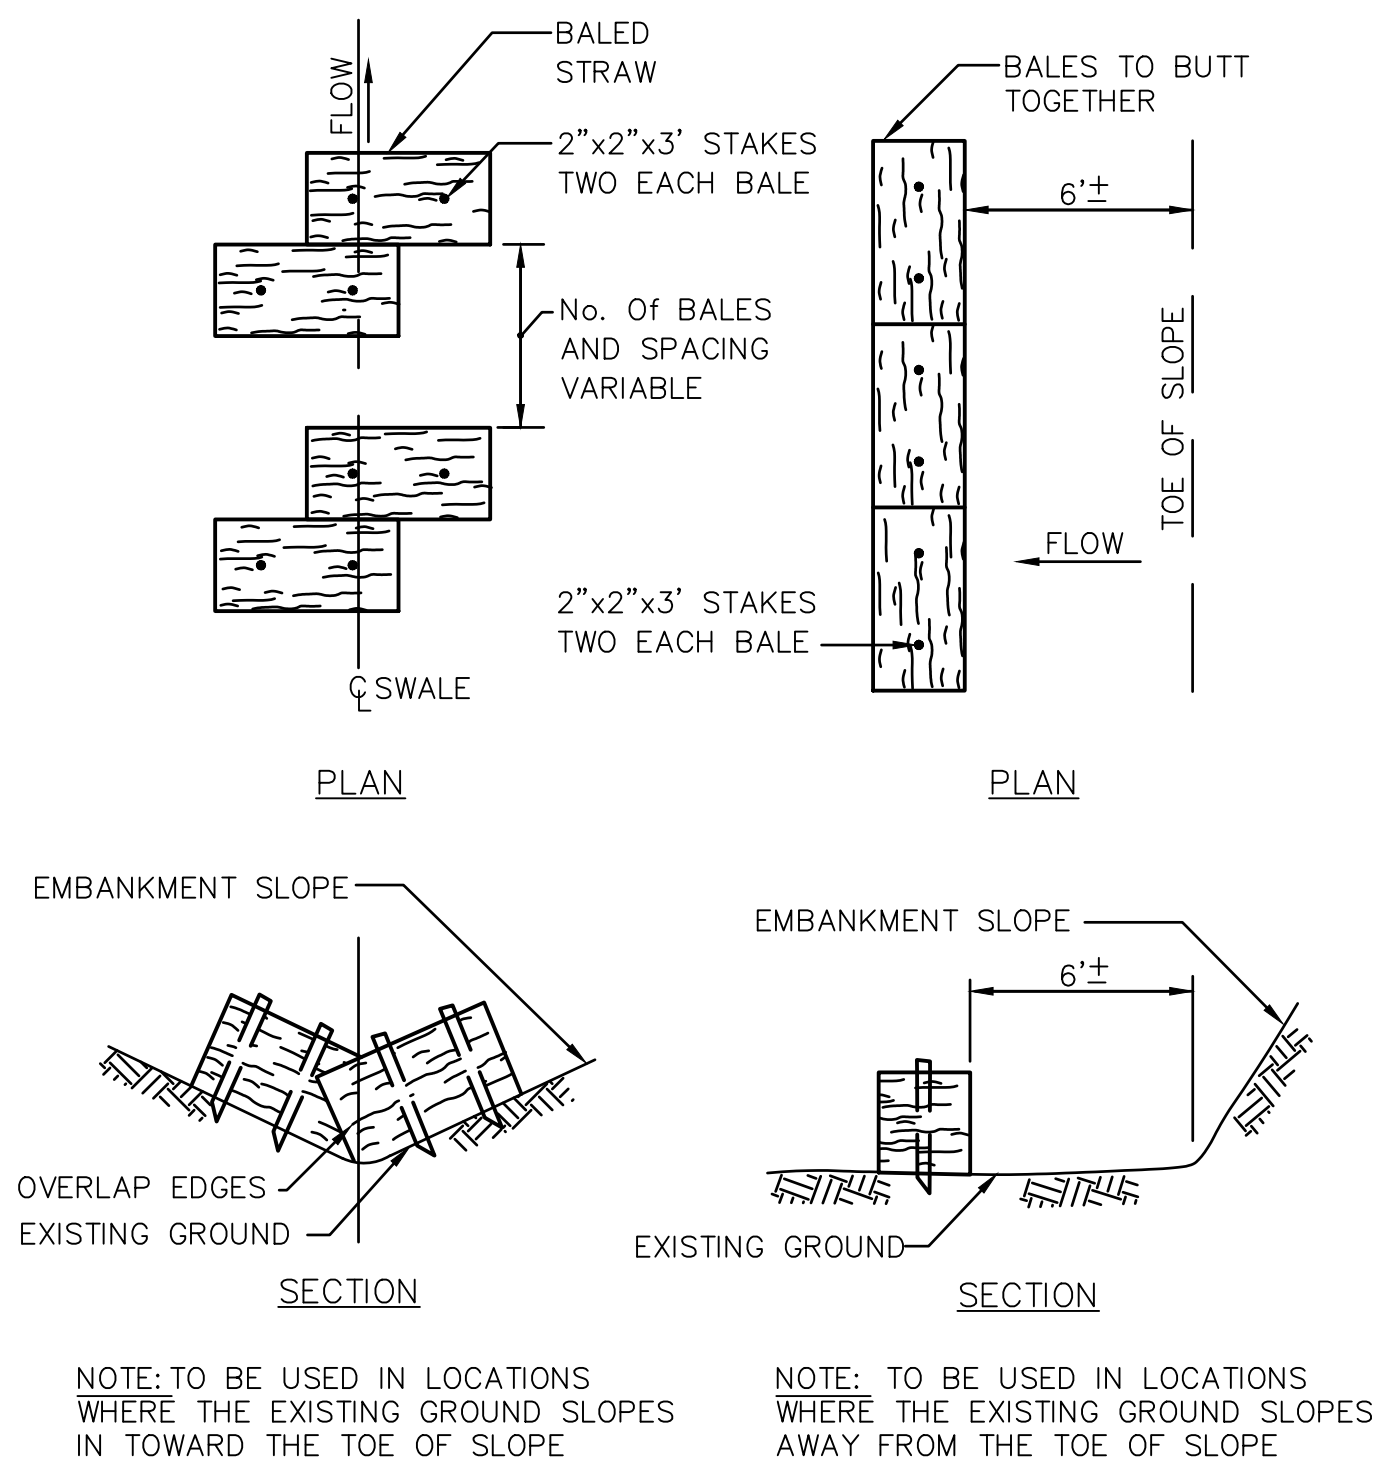 FLOW
BALED
STRAW
2”x2”x3’ STAKES
TWO EACH BALE
No. Of BALES
AND SPACING
VARIABLE
℄ SWALE
PLAN
BALES TO BUTT
TOGETHER
6’±
TOE OF SLOPE
FLOW
2”x2”x3’ STAKES
TWO EACH BALE
PLAN
EMBANKMENT SLOPE
OVERLAP EDGES
EXISTING GROUND
SECTION
NOTE: TO BE USED IN LOCATIONS
WHERE THE EXISTING GROUND SLOPES
IN TOWARD THE TOE OF SLOPE
EMBANKMENT SLOPE
6’±
EXISTING GROUND
SECTION
NOTE: TO BE USED IN LOCATIONS
WHERE THE EXISTING GROUND SLOPES
AWAY FROM THE TOE OF SLOPE